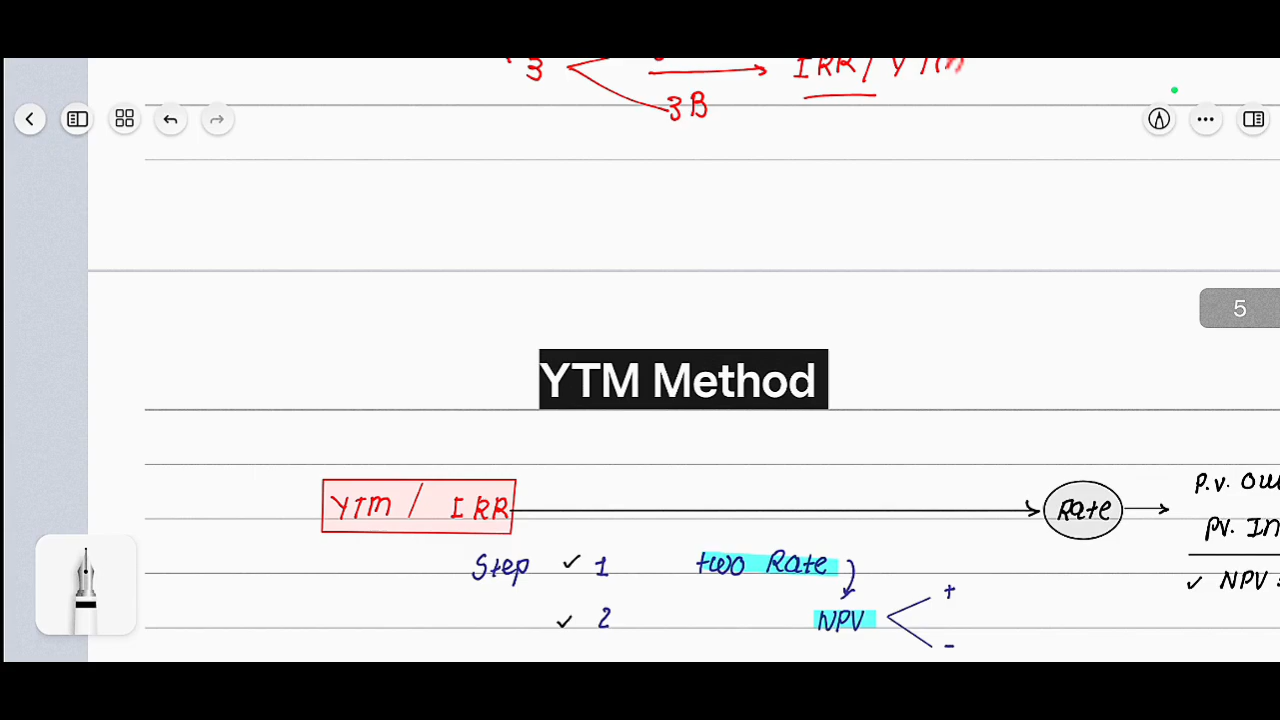 3 IRR / YTM
3B
5
YTM Method
YTM / IRR Rate P.V. Ou
PV. In
Step ✓ 1 two Rate
✓ NPV =
+
✓ 2 NPV
-